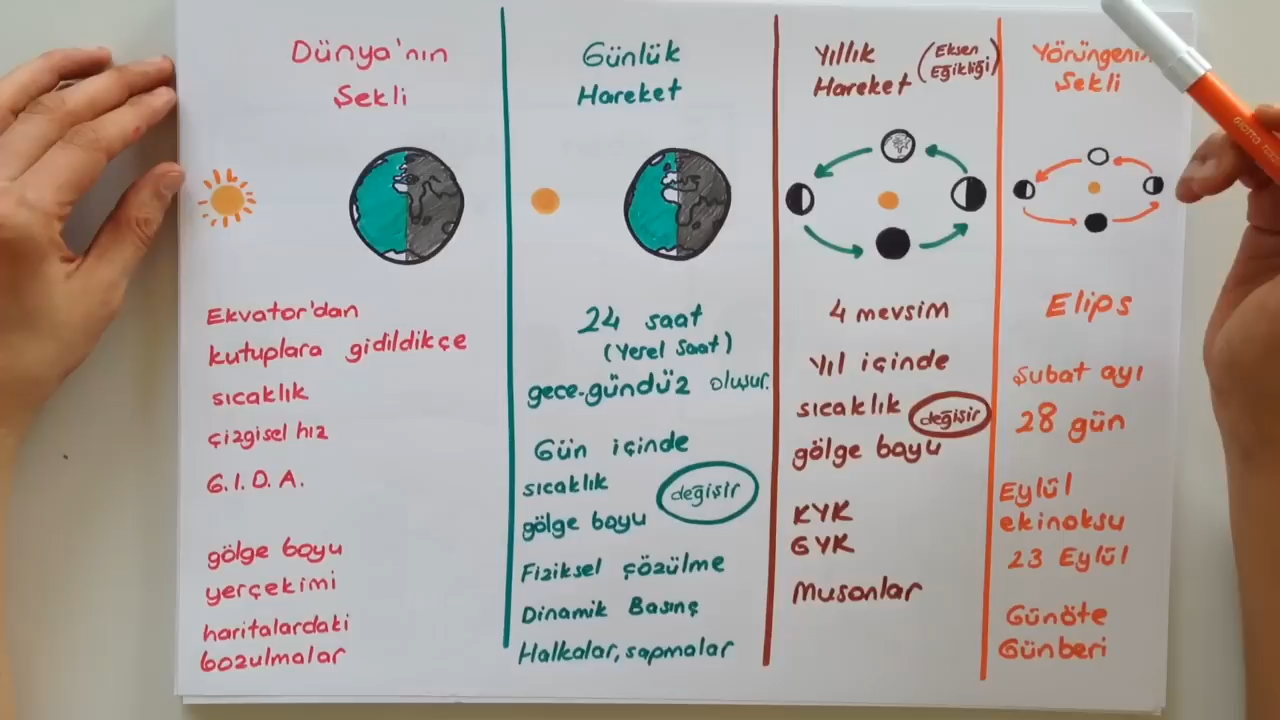 Dünya'nın
Şekli
Ekvator'dan
kutuplara gidildikçe
sıcaklık
çizgisel hız
G.I.D.A.
gölge boyu
yerçekimi
haritalardaki
bozulmalar
Günlük
Hareket
24 saat
(Yerel Saat)
gece-gündüz oluşur.
Gün içinde
sıcaklık
değişir
gölge boyu
Fiziksel çözülme
Dinamik Basınç
Halkalar, sapmalar
Yıllık
Hareket
(Eksen
Eğikliği)
4 mevsim
Yıl içinde
sıcaklık
değişir
gölge boyu
KYK
GYK
Musonlar
Yörüngenin
Şekli
Elips
Şubat ayı
28 gün
Eylül
ekinoksu
23 Eylül
Günöte
Günberi
GIOTTO